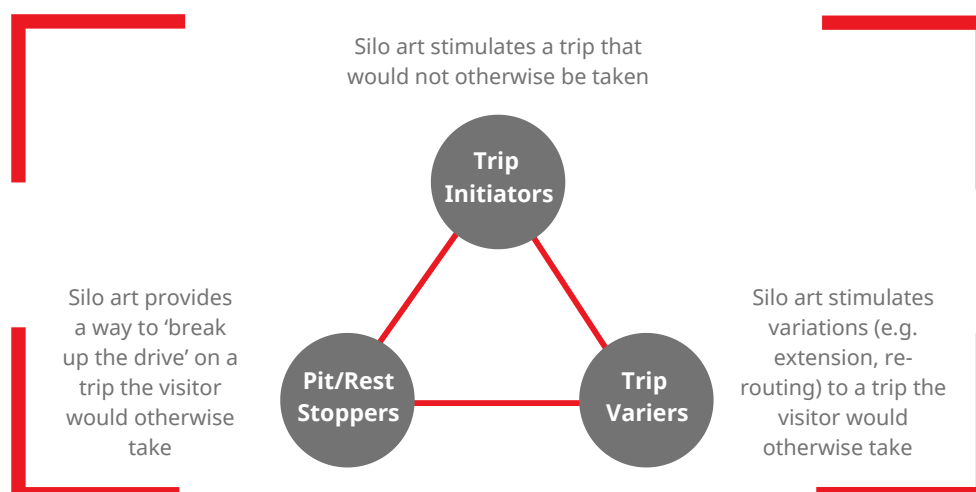 Silo art stimulates a trip that
would not otherwise be taken
Trip
Initiators
Silo art provides
a way to ‘break
up the drive’ on a
trip the visitor
would otherwise
take
Pit/Rest
Stoppers
Trip
Variers
Silo art stimulates
variations (e.g.
extension, re-
routing) to a trip the
visitor would
otherwise take